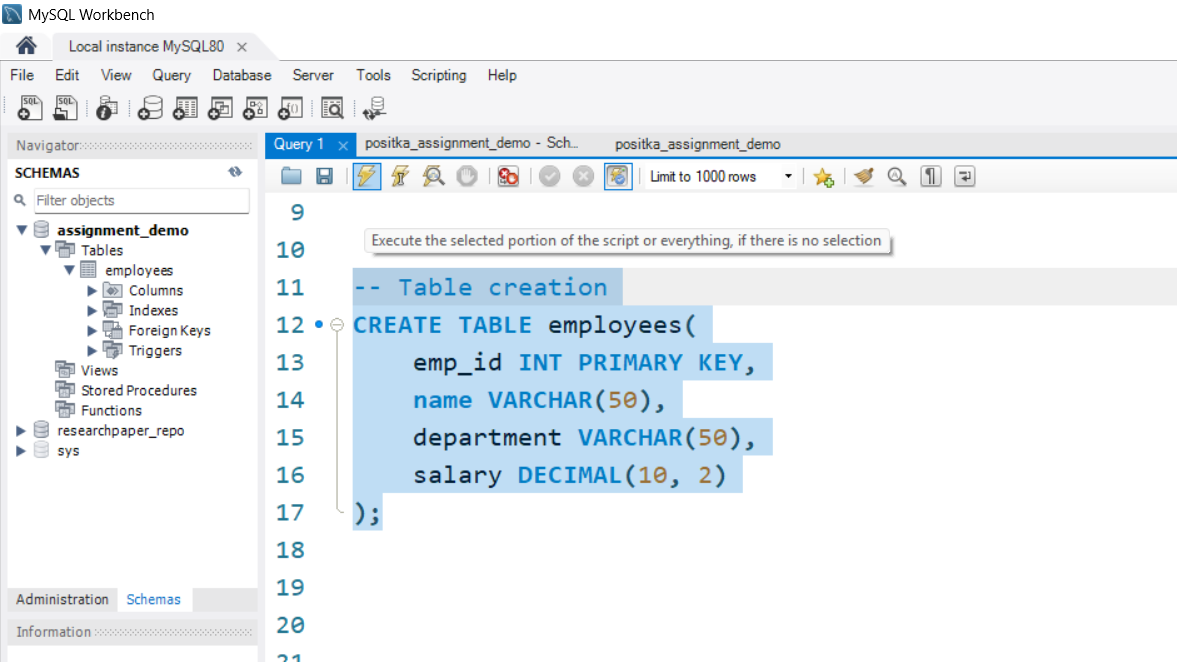 MySQL Workbench
Local instance MySQL80
File Edit View Query Database Server Tools Scripting Help
SQL SQL
Navigator
Query 1 positka_assignment_demo - Sch... positka_assignment_demo
SCHEMAS
Limit to 1000 rows
Filter objects
assignment_demo
Tables
employees
Columns
Indexes
Foreign Keys
Triggers
Views
Stored Procedures
Functions
researchpaper_repo
sys
Administration Schemas
Information
9
Execute the selected portion of the script or everything, if there is no selection
10
11 -- Table creation
12 CREATE TABLE employees(
13 emp_id INT PRIMARY KEY,
14 name VARCHAR(50),
15 department VARCHAR(50),
16 salary DECIMAL(10, 2)
17 );
18
19
20
21